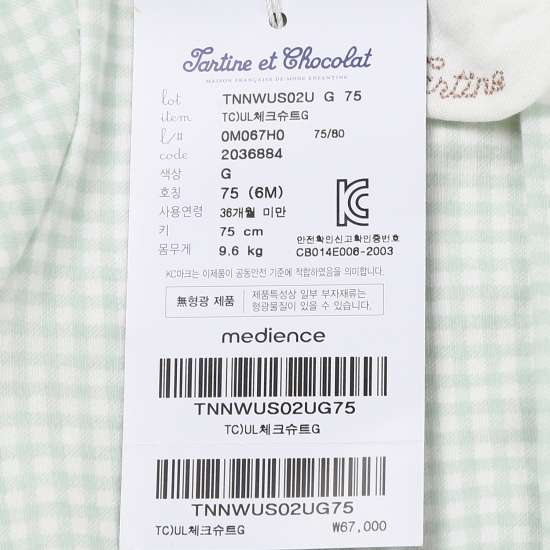 Tartine et Chocolat
MAISON FRANÇAISE DE MODE ENFANTINE
lot TNNWUS02U G 75
item TC)UL체크슈트G
l/# 0M067H0 75/80
code 2036884
색상 G
호칭 75 (6M)
사용연령 36개월 미만
키 75 cm
몸무게 9.6 kg
안전확인신고확인증번호
CB014E006-2003
KC마크는 이제품이 공통안전 기준에 적합하였음을 의미합니다.
無형광 제품
제품특성상 일부 부자재류는
형광물질이 있을 수 있습니다.
medience
TNNWUS02UG75
TC)UL체크슈트G
TNNWUS02UG75
TC)UL체크슈트G ₩67,000
Tartine